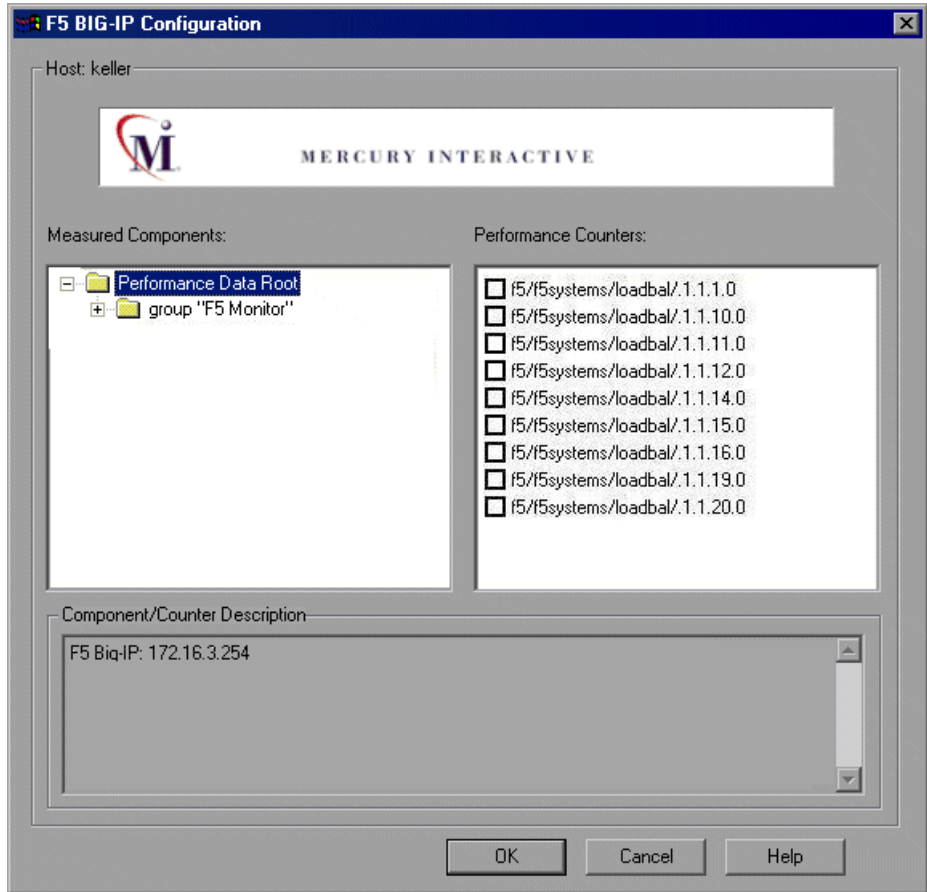 F5 BIG-IP Configuration
Host: keller
M
MERCURY INTERACTIVE
Measured Components:
Performance Data Root
group "F5 Monitor"
Performance Counters:
f5/f5systems/loadbal/.1.1.1.0
f5/f5systems/loadbal/.1.1.10.0
f5/f5systems/loadbal/.1.1.11.0
f5/f5systems/loadbal/.1.1.12.0
f5/f5systems/loadbal/.1.1.14.0
f5/f5systems/loadbal/.1.1.15.0
f5/f5systems/loadbal/.1.1.16.0
f5/f5systems/loadbal/.1.1.19.0
f5/f5systems/loadbal/.1.1.20.0
Component/Counter Description
F5 Big-IP: 172.16.3.254
OK
Cancel
Help